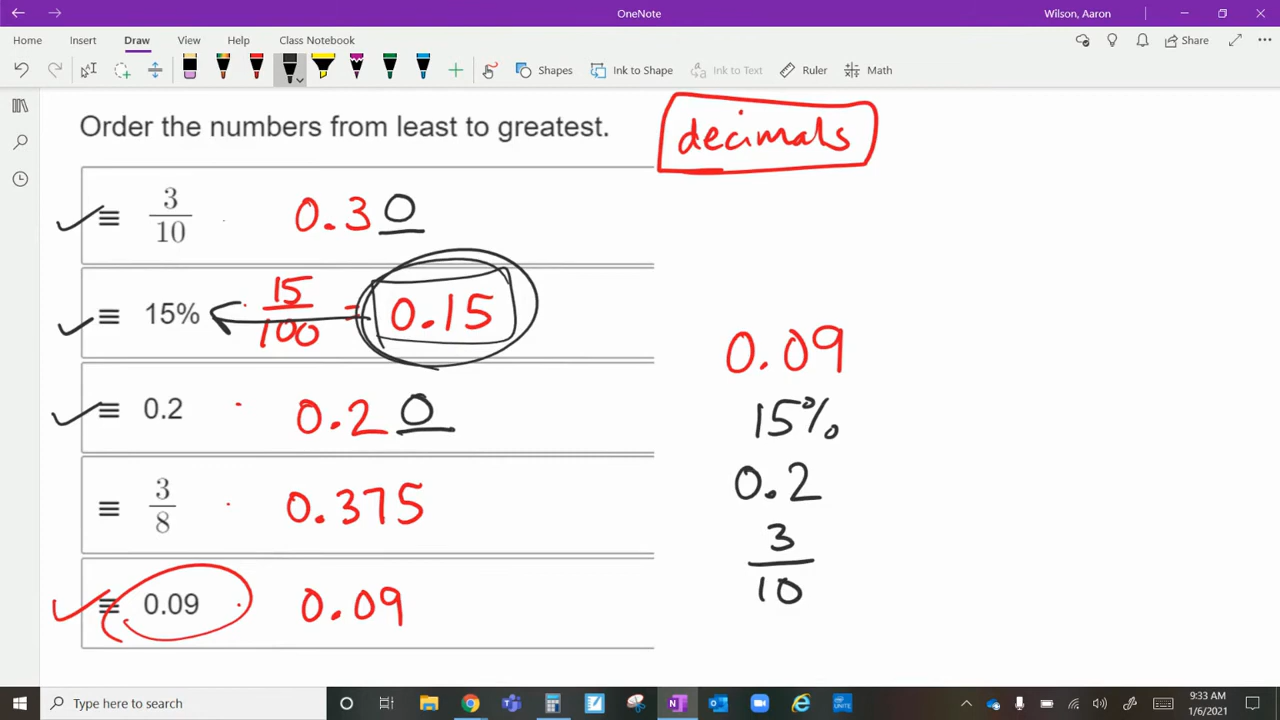 OneNote
Wilson, Aaron
Home Insert Draw View Help Class Notebook
Share
Shapes Ink to Shape Ink to Text Ruler Math
Order the numbers from least to greatest.
decimals
3/10 0.30
15% 15/100 = 0.15
0.2 0.20
3/8 0.375
0.09 0.09
0.09
15%
0.2
3/10
Type here to search
UNITE
9:33 AM
1/6/2021